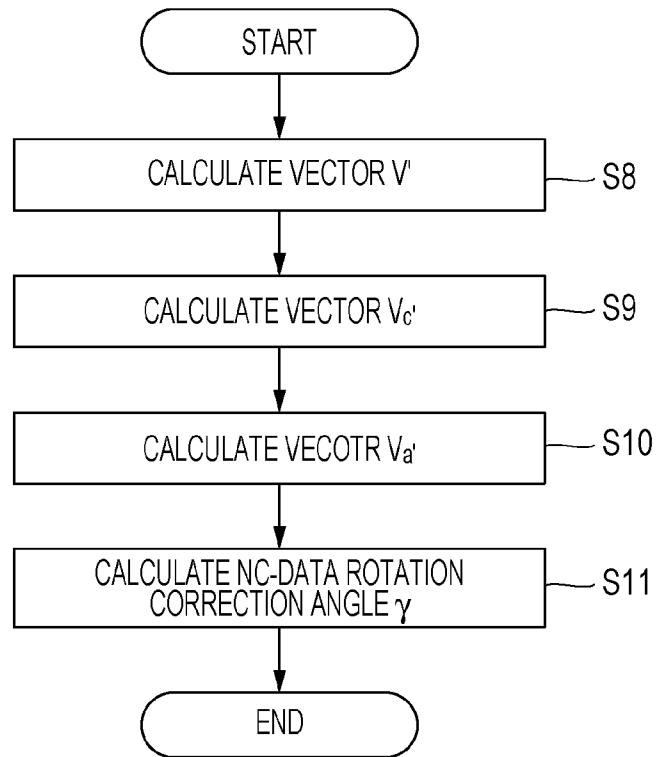 START
CALCULATE VECTOR V'
S8
CALCULATE VECTOR Vc'
S9
CALCULATE VECOTR Va'
S10
CALCULATE NC-DATA ROTATION
CORRECTION ANGLE γ
S11
END